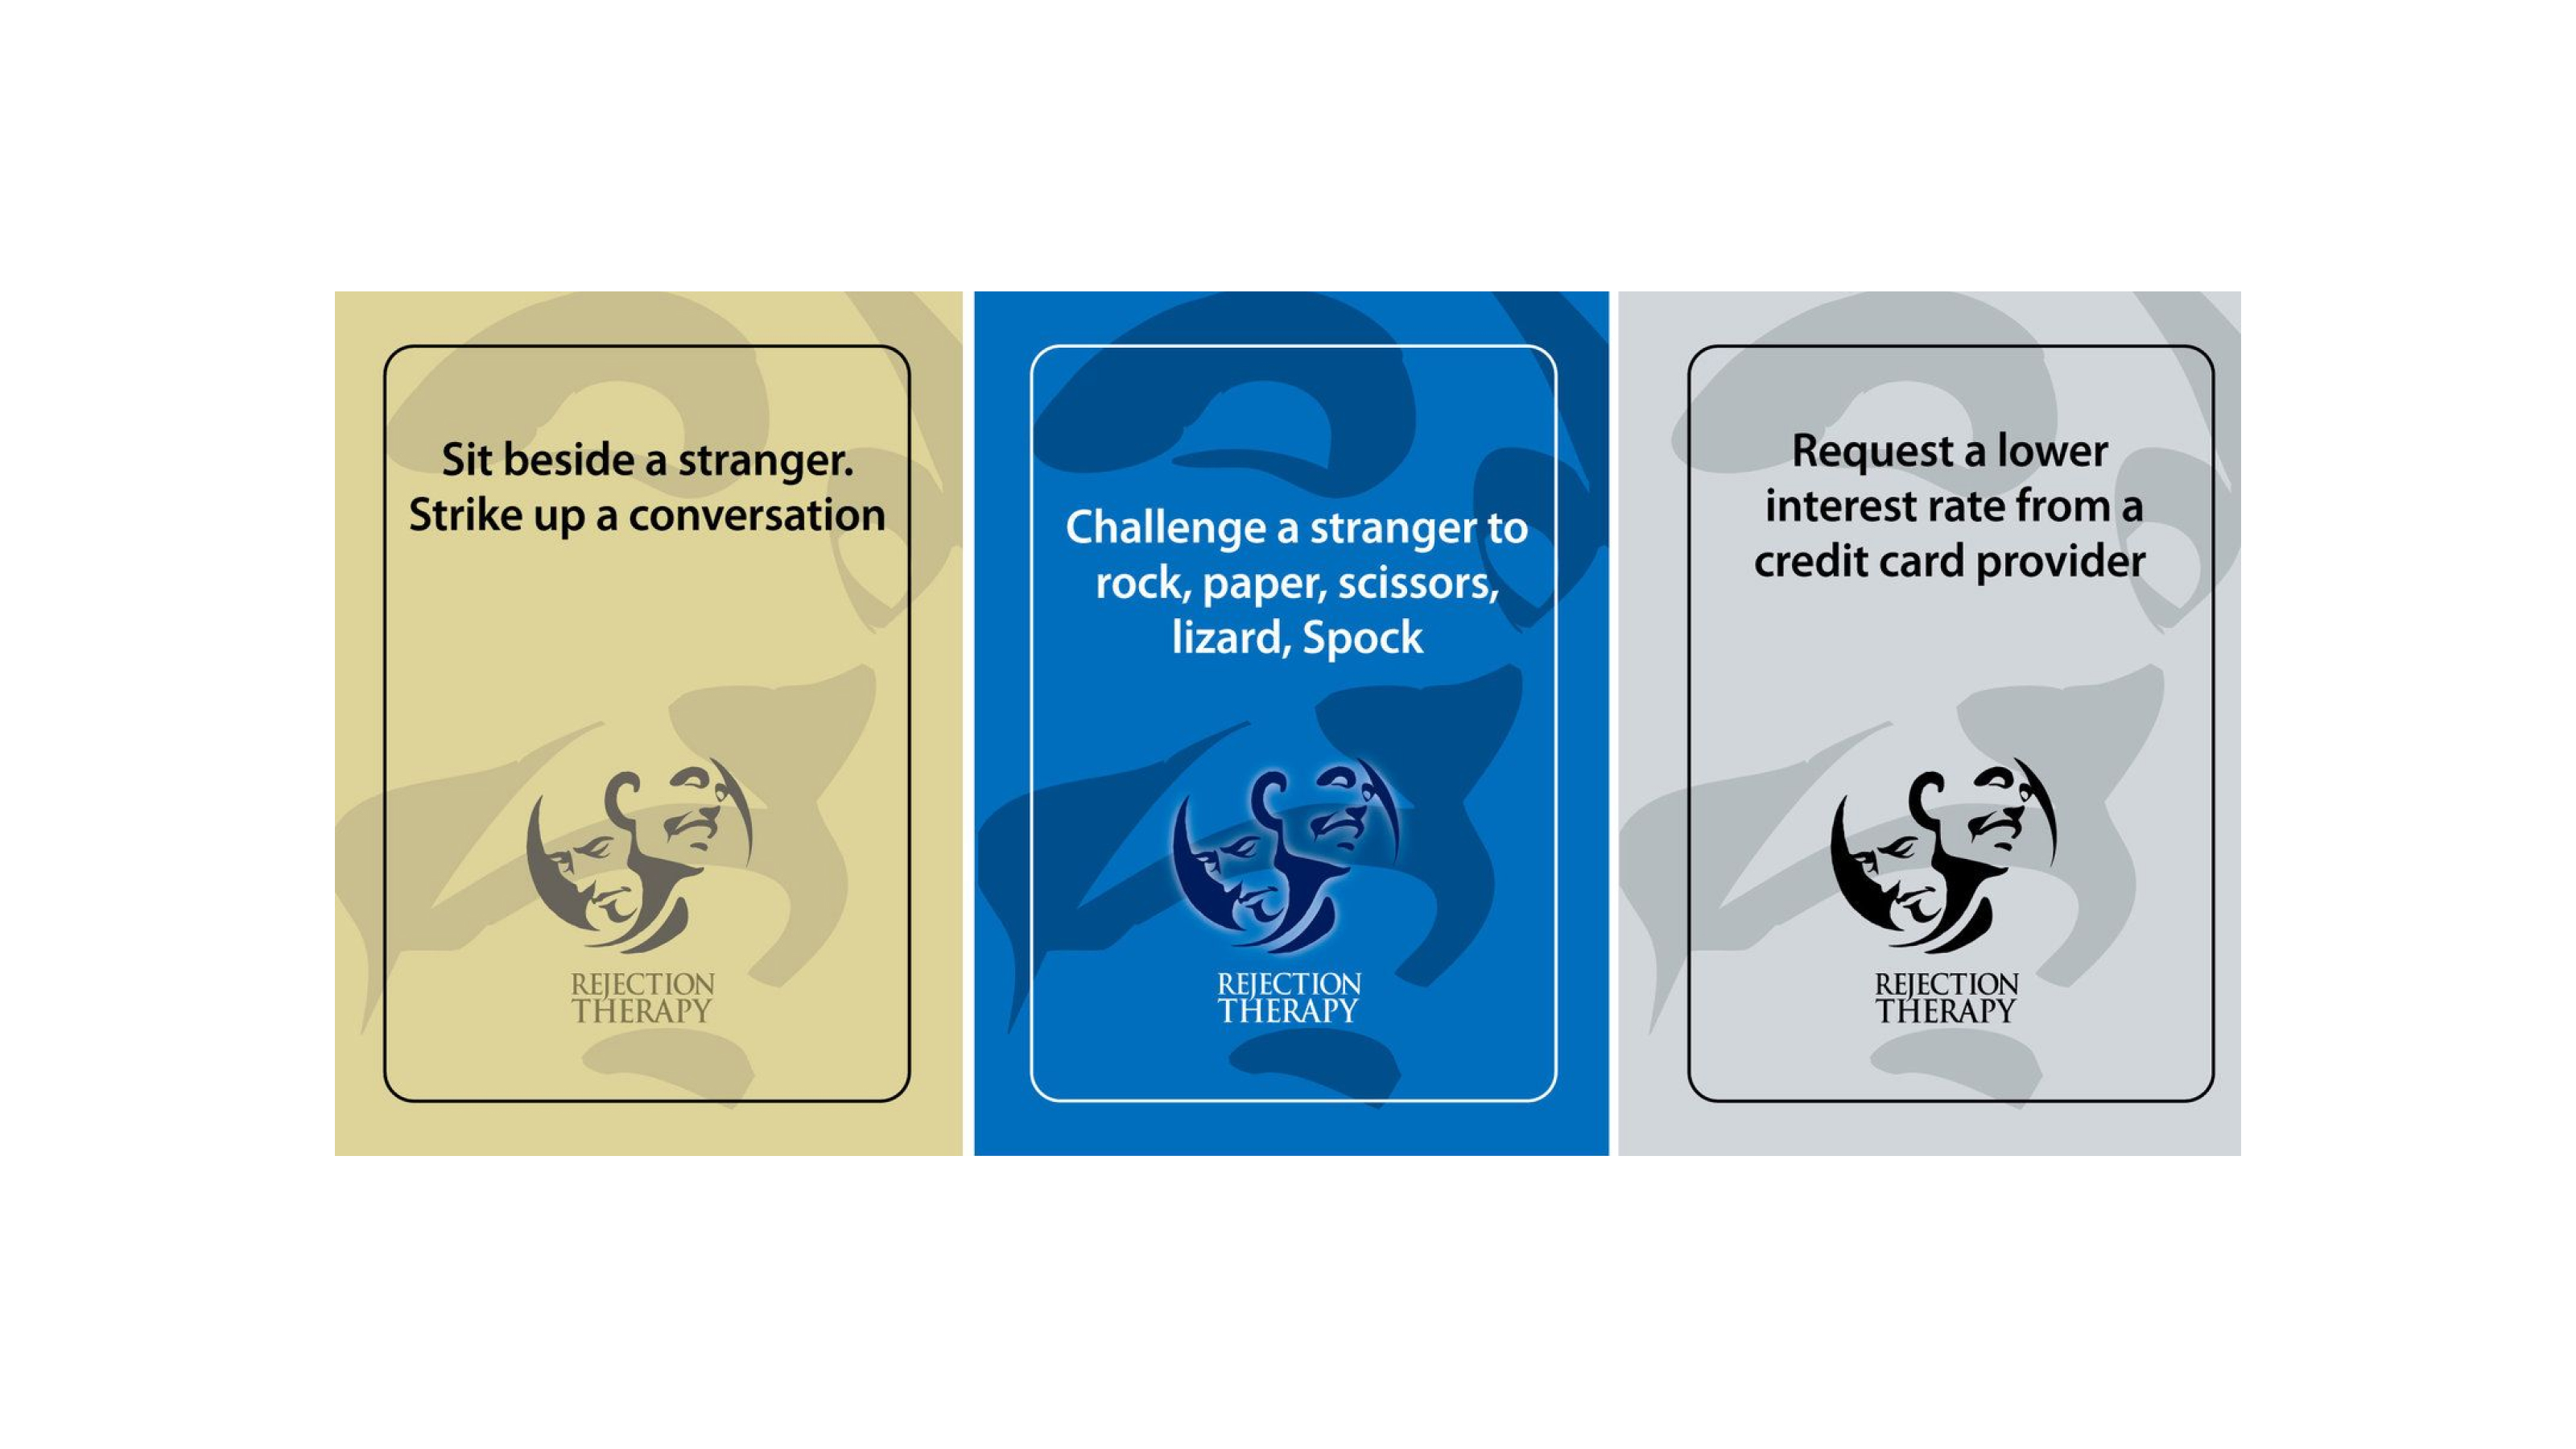 Sit beside a stranger.
Strike up a conversation
REJECTION
THERAPY
Challenge a stranger to
rock, paper, scissors,
lizard, Spock
REJECTION
THERAPY
Request a lower
interest rate from a
credit card provider
REJECTION
THERAPY